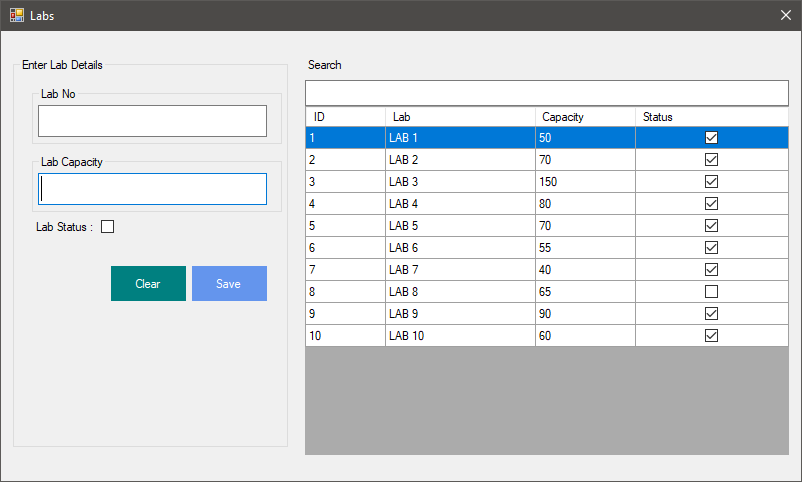 Labs
Enter Lab Details
Lab No
Lab Capacity
Lab Status :
Clear Save
Search
ID Lab Capacity Status
1 LAB 1 50
2 LAB 2 70
3 LAB 3 150
4 LAB 4 80
5 LAB 5 70
6 LAB 6 55
7 LAB 7 40
8 LAB 8 65
9 LAB 9 90
10 LAB 10 60